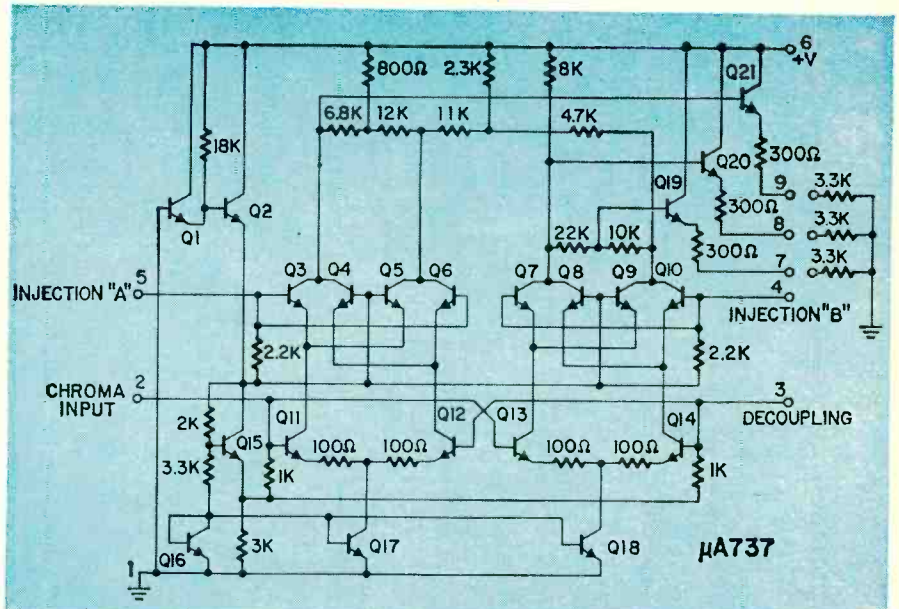 6
+V
800Ω
2.3K
8K
Q21
6.8K
12K
11K
4.7K
18K
300Ω
Q20
9
3.3K
Q1
Q2
Q19
300Ω
8
3.3K
22K
10K
300Ω
7
3.3K
5
Q3
Q4
Q5
Q6
Q7
Q8
Q9
Q10
4
INJECTION "A"
INJECTION "B"
2.2K
2.2K
CHROMA
INPUT
2
3
DECOUPLING
2K
Q15
Q11
Q12
Q13
Q14
3.3K
100Ω
100Ω
100Ω
100Ω
1K
1K
Q16
3K
Q17
Q18
μA737
1